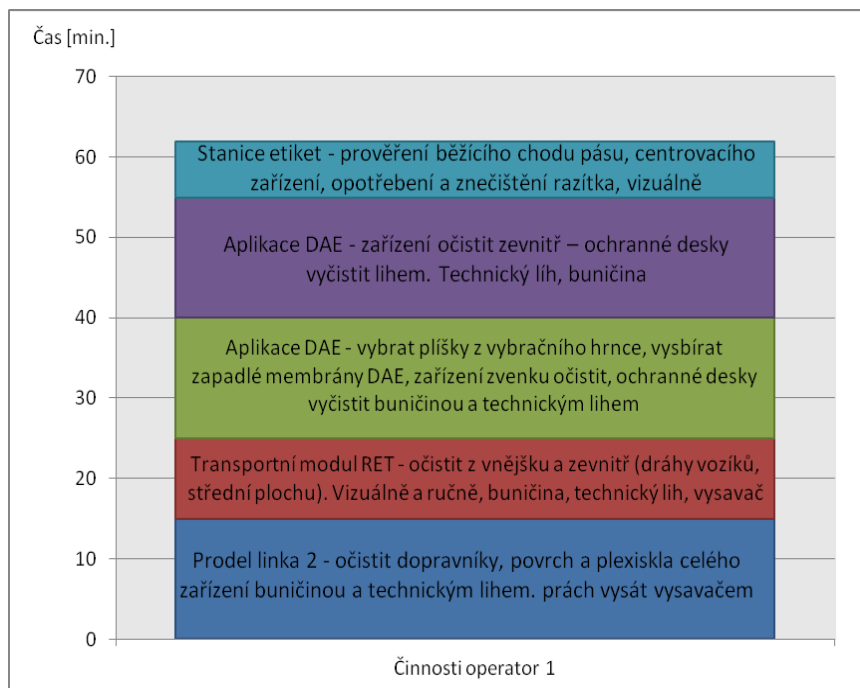 Čas [min.]
70
60
50
40
30
20
10
0
Stanice etiket - prověření běžícího chodu pásu, centrovacího
zařízení, opotřebení a znečištění razítka, vizuálně
Aplikace DAE - zařízení očistit zevnitř – ochranné desky
vyčistit lihem. Technický líh, buničina
Aplikace DAE - vybrat plíšky z vybračního hrnce, vysbírat
zapadlé membrány DAE, zařízení zvenku očistit, ochranné desky
vyčistit buničinou a technickým lihem
Transportní modul RET - očistit z vnějšku a zevnitř (dráhy vozíků,
střední plochu). Vizuálně a ručně, buničina, technický lih, vysavač
Prodel linka 2 - očistit dopravníky, povrch a plexiskla celého
zařízení buničinou a technickým lihem. prách vysát vysavačem
Činnosti operator 1